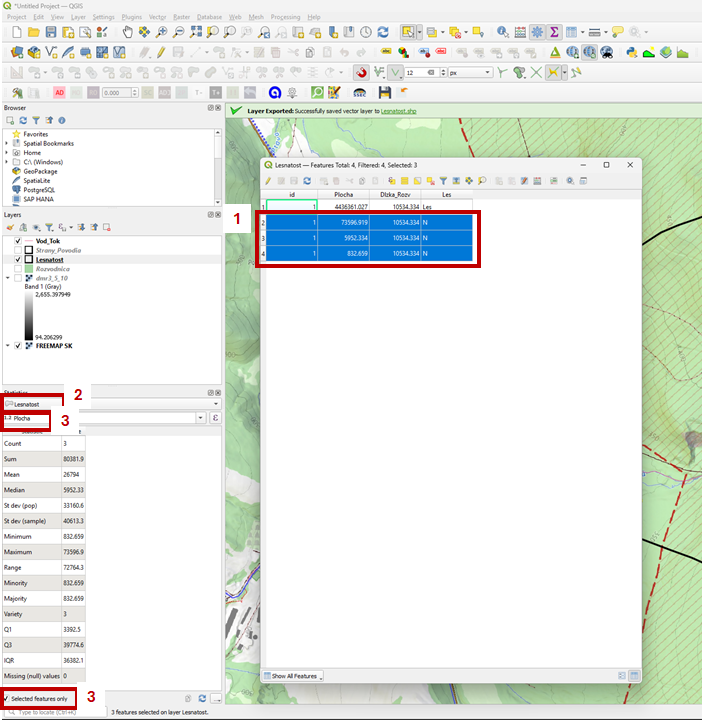 *Untitled Project — QGIS
Project Edit View Layer Settings Plugins Vector Raster Database Web Mesh Processing Help
12 px
AD
0.000
T- T+
SSEC
Browser
Favorites
Spatial Bookmarks
Home
C:\ (Windows)
GeoPackage
SpatiaLite
PostgreSQL
SAP HANA
Layers
Vod_Tok
Strany_Povodia
Lesnatost
Rozvodnica
dmr3_5_10
Band 1 (Gray)
2,655.397949
94.206299
FREEMAP SK
Layer Exported: Successfully saved vector layer to Lesnatost.shp
Lesnatost — Features Total: 4, Filtered: 4, Selected: 3
id Plocha Dlzka_Rozv Les
1 1 4436361.027 10534.334 Les
2 1 73596.919 10534.334 N
3 1 5952.334 10534.334 N
4 1 832.659 10534.334 N
1
Show All Features
Statistics
2
Lesnatost
3
1.2 Plocha
Count 3
Sum 80381.9
Mean 26794
Median 5952.33
St dev (pop) 33160.6
St dev (sample) 40613.3
Minimum 832.659
Maximum 73596.9
Range 72764.3
Minority 832.659
Majority 832.659
Variety 3
Q1 3392.5
Q3 39774.6
IQR 36382.1
Missing (null) values 0
Selected features only
3
Type to locate (Ctrl+K)
3 features selected on layer Lesnatost.